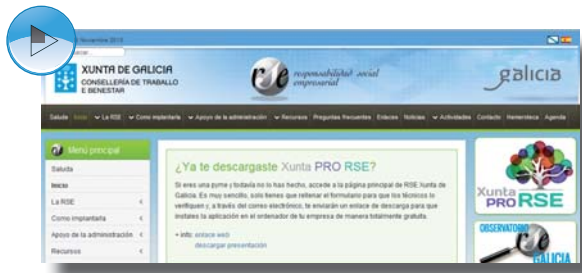 Noviembre 2013
XUNTA DE GALICIA
CONSELLERÍA DE TRABALLO
E BENESTAR
rse responsabilidad social
empresarial
galicia
Saluda Inicio La RSE Como implantarla Apoyo de la administración Recursos Preguntas frecuentes Enlaces Noticias Actividades Contacto Hemeroteca Agenda
Menú principal
Saluda
Inicio
La RSE
Como implantarla
Apoyo de la administración
Recursos
¿Ya te descargaste Xunta PRO RSE?
Si eres una pyme y todavía no lo has hecho, accede a la página principal de RSE Xunta de
Galicia. Es muy sencillo, solo tienes que rellenar el formulario para que los técnicos lo
verifiquen y, a través del correo electrónico, te enviarán un enlace de descarga para que
instales la aplicación en el ordenador de tu empresa de manera totalmente gratuita.
+ info: enlace web
descargar presentación
Xunta
PRO RSE
OBSERVATORIO
GALICIA